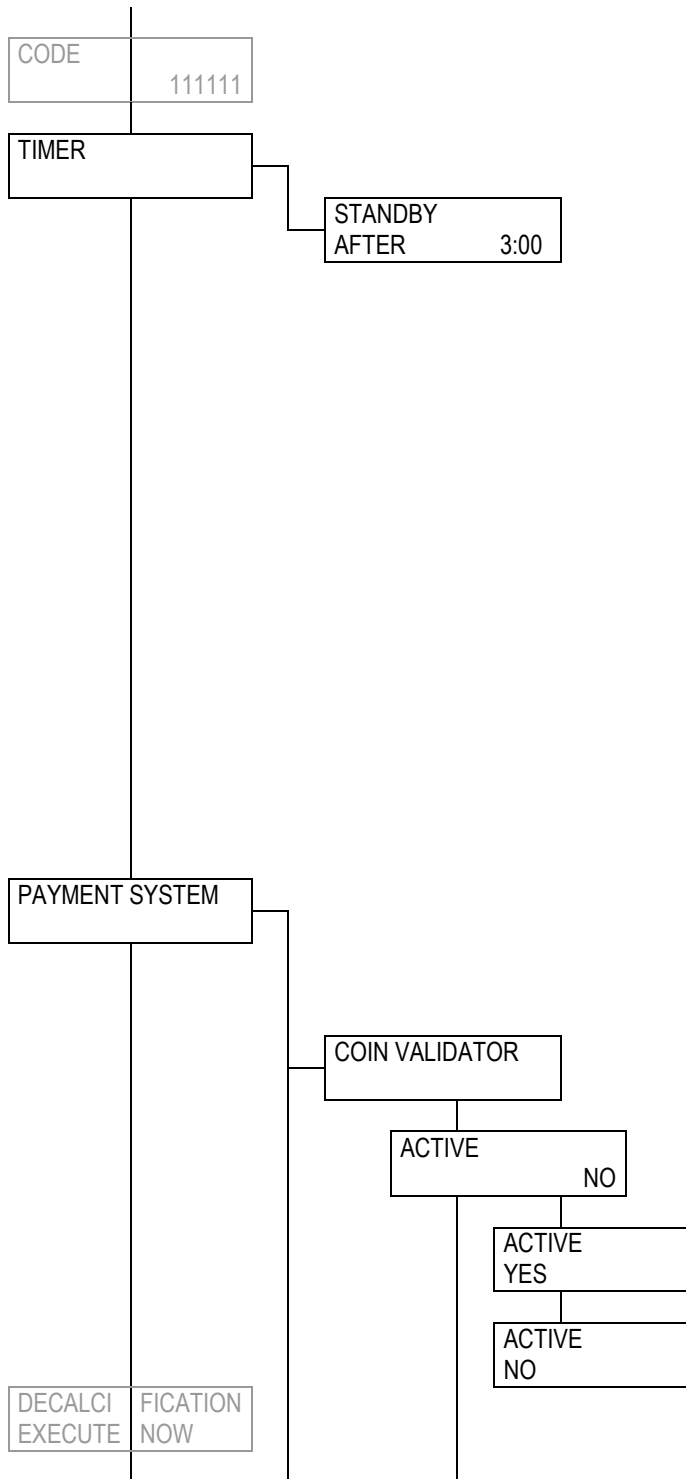 CODE
111111
TIMER
STANDBY
AFTER 3:00
PAYMENT SYSTEM
COIN VALIDATOR
ACTIVE
NO
ACTIVE
YES
ACTIVE
NO
DECALCI FICATION
EXECUTE NOW